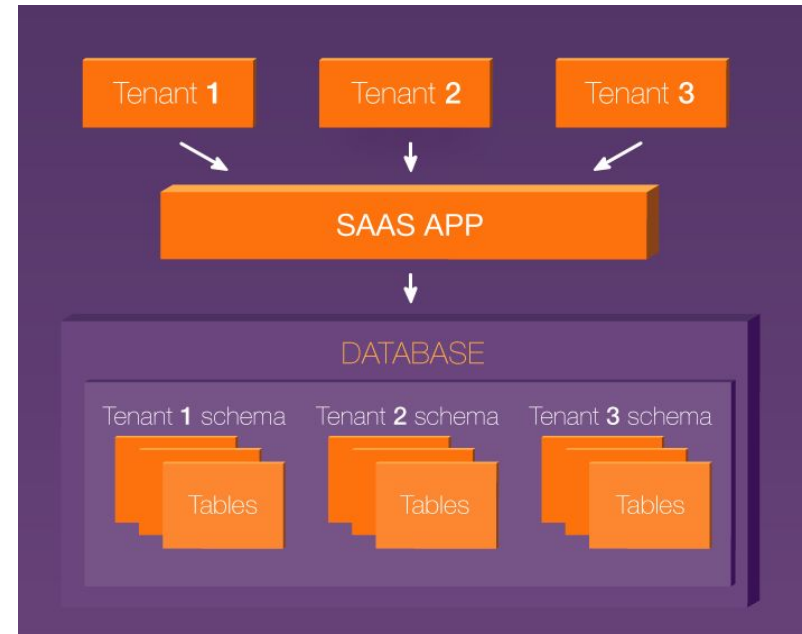 Tenant 1
Tenant 2
Tenant 3
SAAS APP
DATABASE
Tenant 1 schema
Tenant 2 schema
Tenant 3 schema
Tables
Tables
Tables